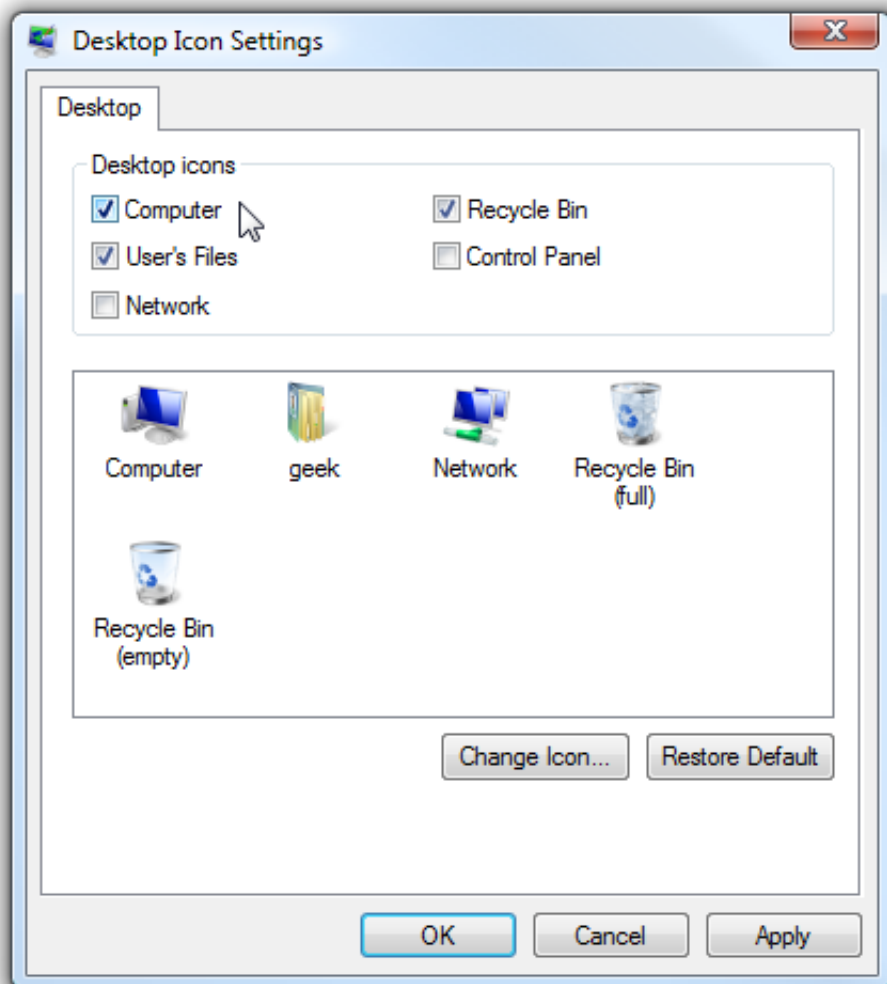 Desktop Icon Settings
Desktop
Desktop icons
Computer
Recycle Bin
User's Files
Control Panel
Network
Computer
geek
Network
Recycle Bin
(full)
Recycle Bin
(empty)
Change Icon...
Restore Default
OK
Cancel
Apply